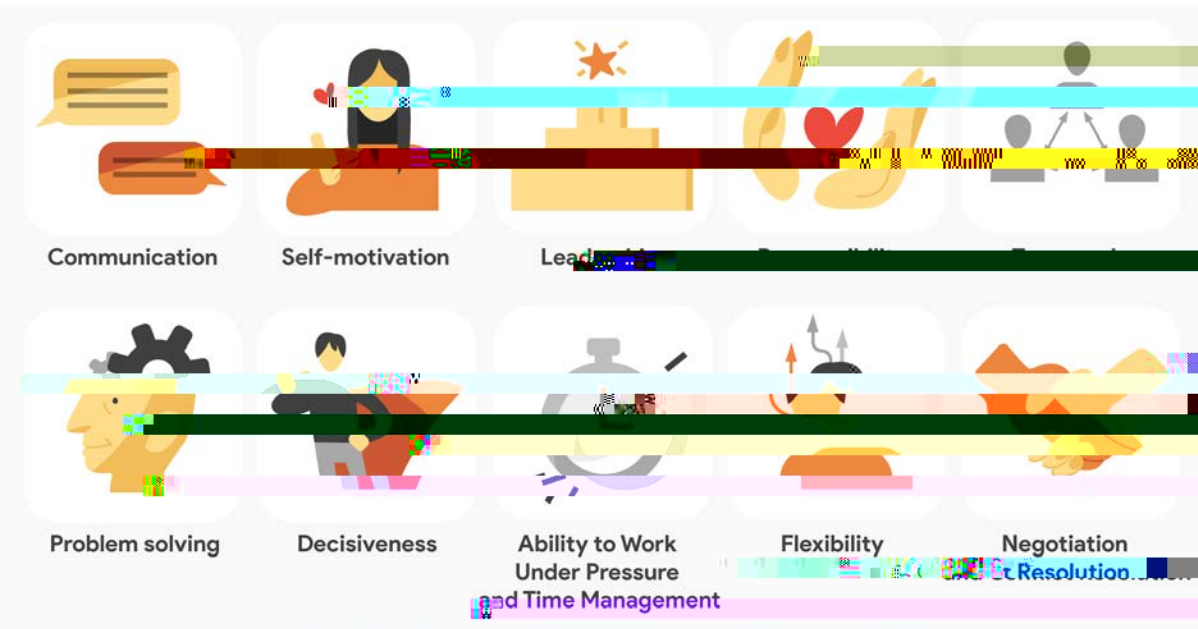 Communication
Self-motivation
Problem solving
Decisiveness
Ability to Work
Under Pressure
and Time Management
Flexibility
Negotiation
Resolution